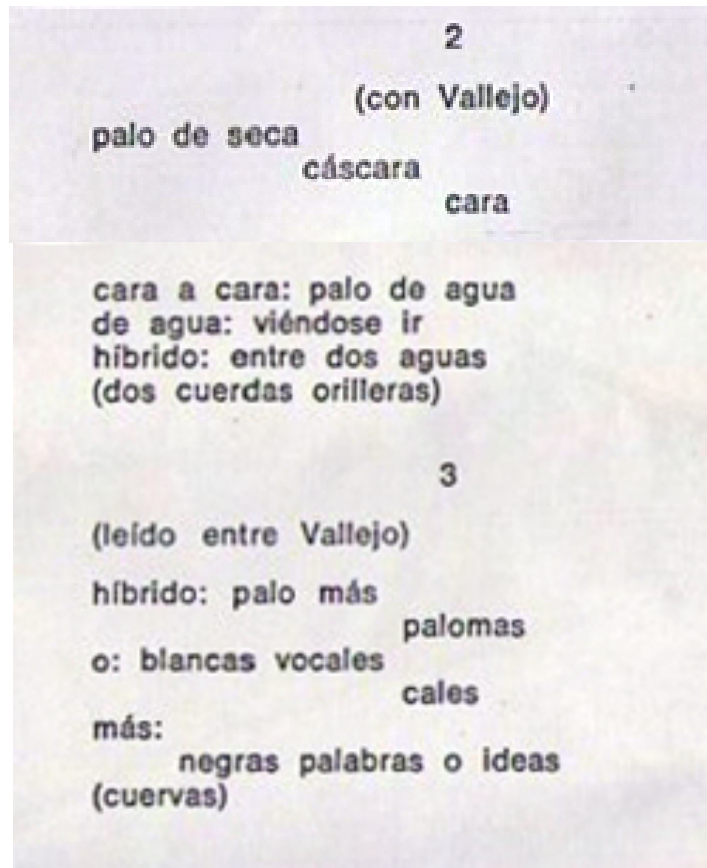 2
(con Vallejo)
palo de seca
cáscara
cara
cara a cara: palo de agua
de agua: viéndose ir
híbrido: entre dos aguas
(dos cuerdas orilleras)
3
(leído entre Vallejo)
híbrido: palo más
palomas
o: blancas vocales
cales
más:
negras palabras o ideas
(cuervas)